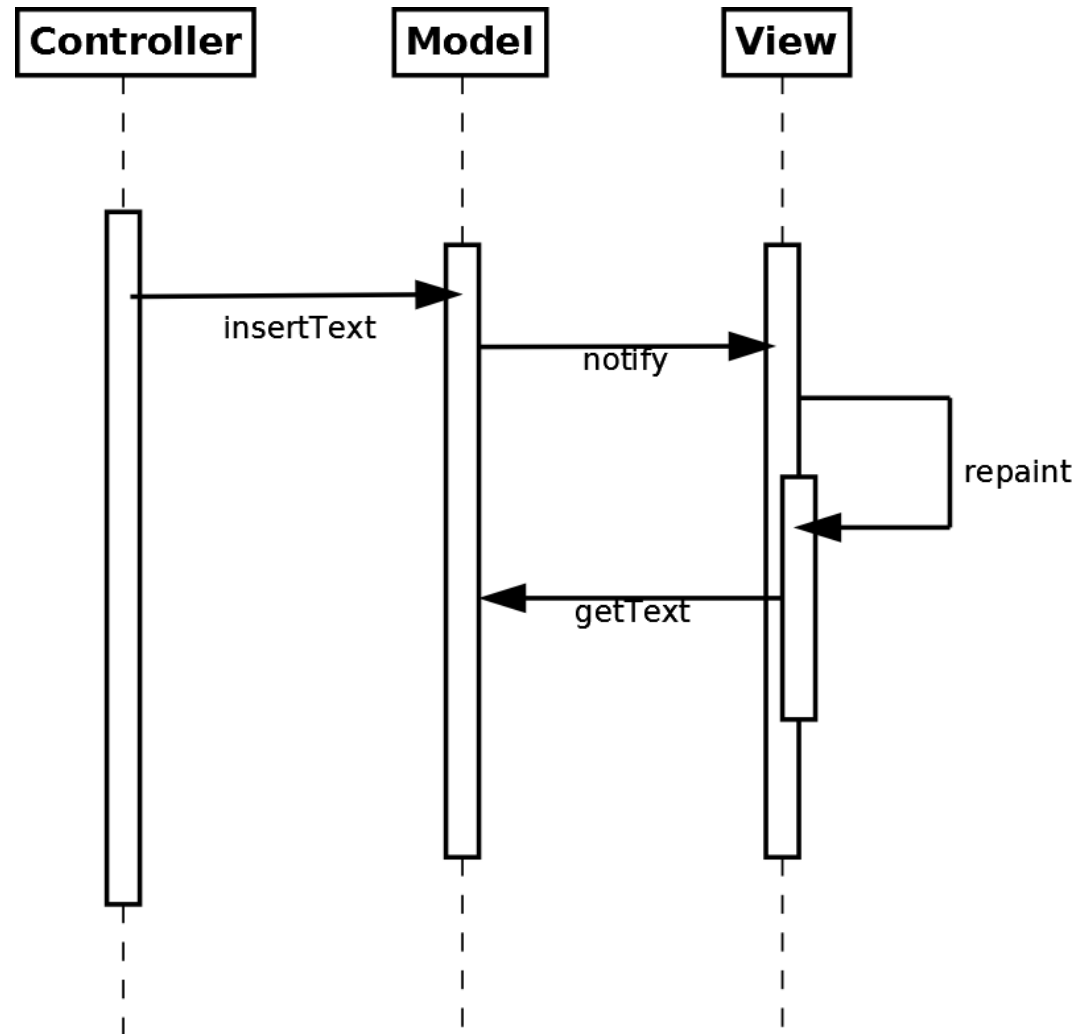 Controller
Model
View
insertText
notify
repaint
getText